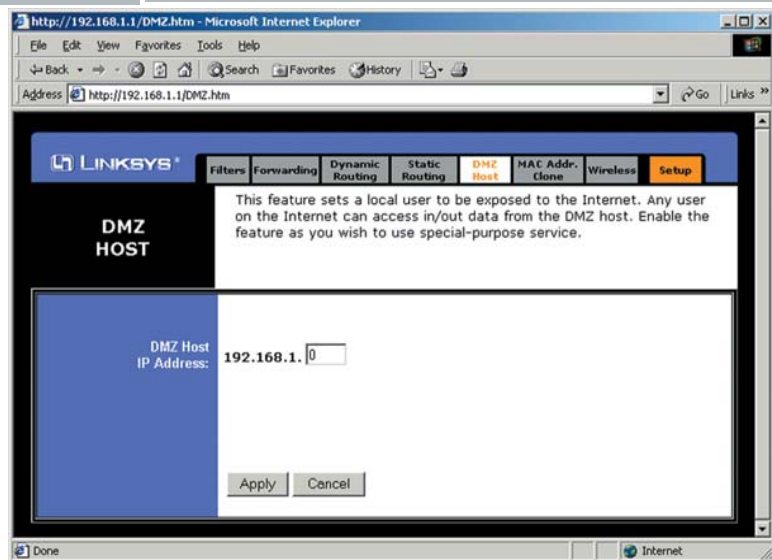 http://192.168.1.1/DMZ.htm - Microsoft Internet Explorer
File Edit View Favorites Tools Help
Back Search Favorites History
Address http://192.168.1.1/DMZ.htm Go Links »
LINKSYS® Filters Forwarding Dynamic Routing Static Routing DMZ Host MAC Addr. Clone Wireless Setup
DMZ HOST
This feature sets a local user to be exposed to the Internet. Any user
on the Internet can access in/out data from the DMZ host. Enable the
feature as you wish to use special-purpose service.
DMZ Host
IP Address: 192.168.1. 0
Apply Cancel
Done Internet